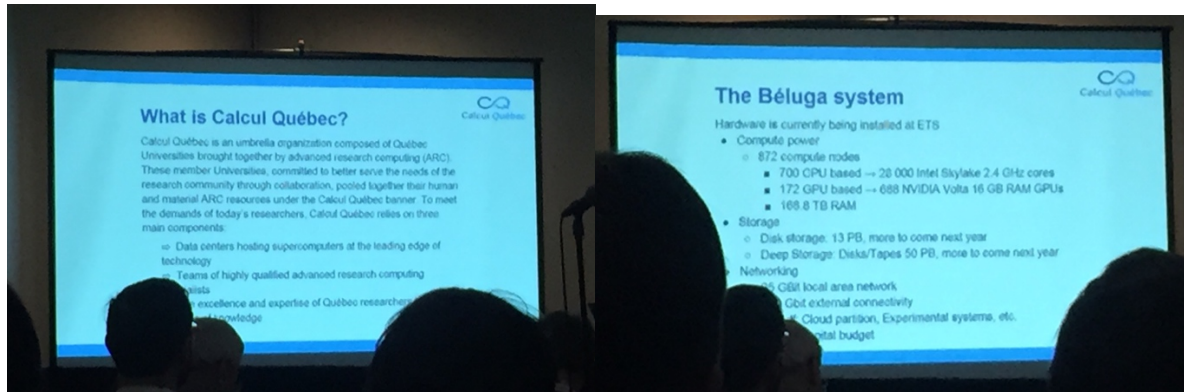 What is Calcul Québec?
CQ
Calcul Québec
Calcul Québec is an umbrella organization composed of Québec
Universities brought together by advanced research computing (ARC).
These member Universities, committed to better serve the needs of the
research community through collaboration, pooled together their human
and material ARC resourses under the Calcul Québec banner. To meet
the demands of today's researchers, Calcul Québec relies on three
main components:
⇨ Data centers hosting supercomputers at the leading edge of
technology
Teams of highly qualified advanced research computing
excellence and expertise of Québec researchers
knowledge
The Béluga system
CQ
Calcul Québec
Hardware is currently being installed at ETS
• Compute power
○ 872 compute nodes
■ 700 CPU based → 28 000 Intel Skylake 2.4 GHz cores
■ 172 GPU based → 688 NVIDIA Volta 16 GB RAM GPUs
■ 168.8 TB RAM
• Storage
○ Disk storage: 13 PB, more to come next year
○ Deep Storage: Disks/Tapes 50 PB, more to come next year
Networking
GBit local area network
Gbit external connectivity
Cloud partition, Experimental systems, etc.
budget